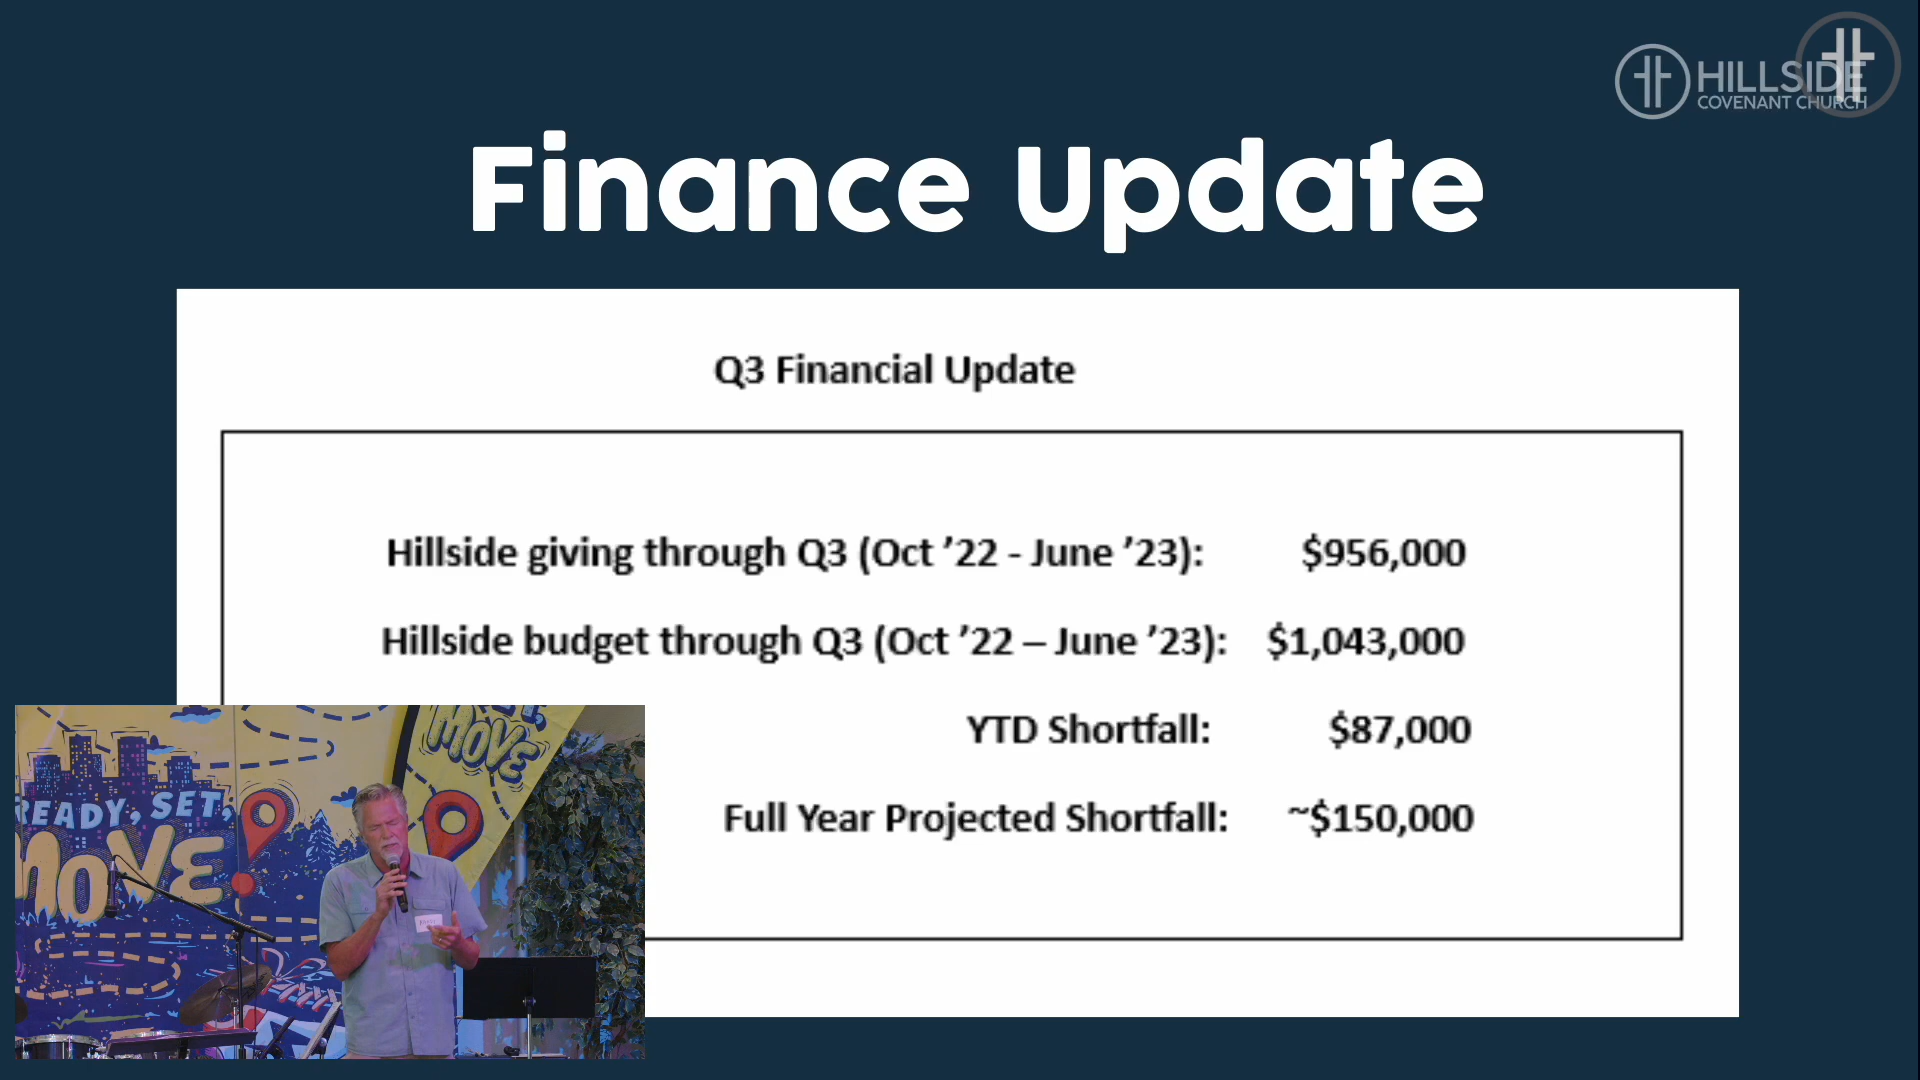 HILLSIDE
COVENANT CHURCH
Finance Update
Q3 Financial Update
Hillside giving through Q3 (Oct ’22 - June ’23): $956,000
Hillside budget through Q3 (Oct ’22 – June ’23): $1,043,000
YTD Shortfall: $87,000
Full Year Projected Shortfall: ~$150,000
MOVE
READY, SET,
MOVE